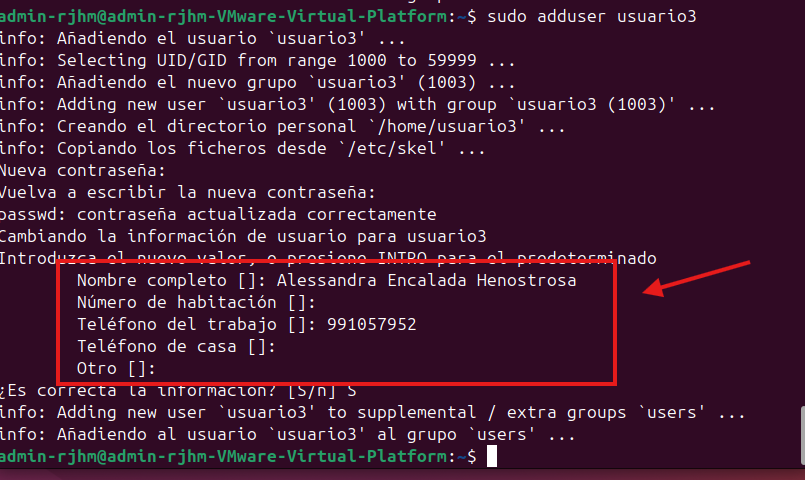 admin-rjhm@admin-rjhm-VMware-Virtual-Platform:~$ sudo adduser usuario3
info: Añadiendo el usuario `usuario3' ...
info: Selecting UID/GID from range 1000 to 59999 ...
info: Añadiendo el nuevo grupo `usuario3' (1003) ...
info: Adding new user `usuario3' (1003) with group `usuario3 (1003)' ...
info: Creando el directorio personal `/home/usuario3' ...
info: Copiando los ficheros desde `/etc/skel' ...
Nueva contraseña:
Vuelva a escribir la nueva contraseña:
passwd: contraseña actualizada correctamente
Cambiando la información de usuario para usuario3
Introduzca el nuevo valor, o presione INTRO para el predeterminado
Nombre completo []: Alessandra Encalada Henostrosa
Número de habitación []:
Teléfono del trabajo []: 991057952
Teléfono de casa []:
Otro []:
¿Es correcta la información? [S/n] S
info: Adding new user `usuario3' to supplemental / extra groups `users' ...
info: Añadiendo al usuario `usuario3' al grupo `users' ...
admin-rjhm@admin-rjhm-VMware-Virtual-Platform:~$